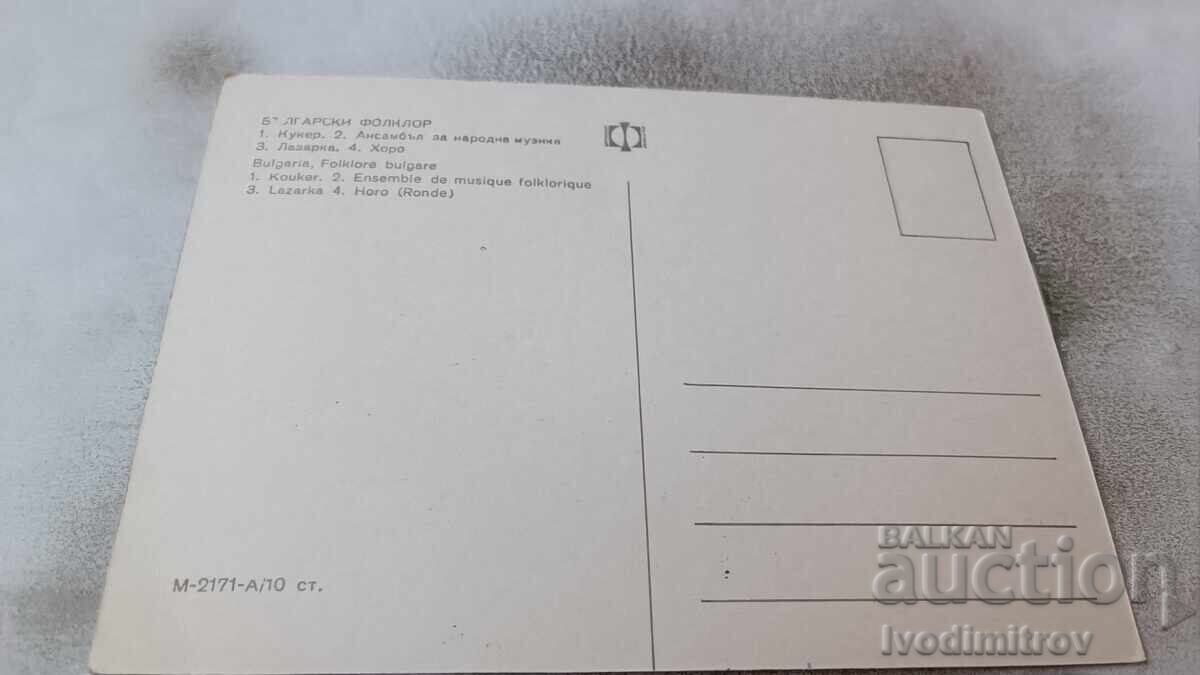 Б ЛГАРСКИ ФОЛКЛОР
1. Кукер. 2. Ансамбъл за народна музика
3. Лазарка. 4. Хоро
Bulgaria, Folklore bulgare
1. Kouker. 2. Ensemble de musique folklorique
3. Lazarka 4. Horo (Ronde)
М-2171-А/10 ст.
BALKAN
auction
Ivodimitrov